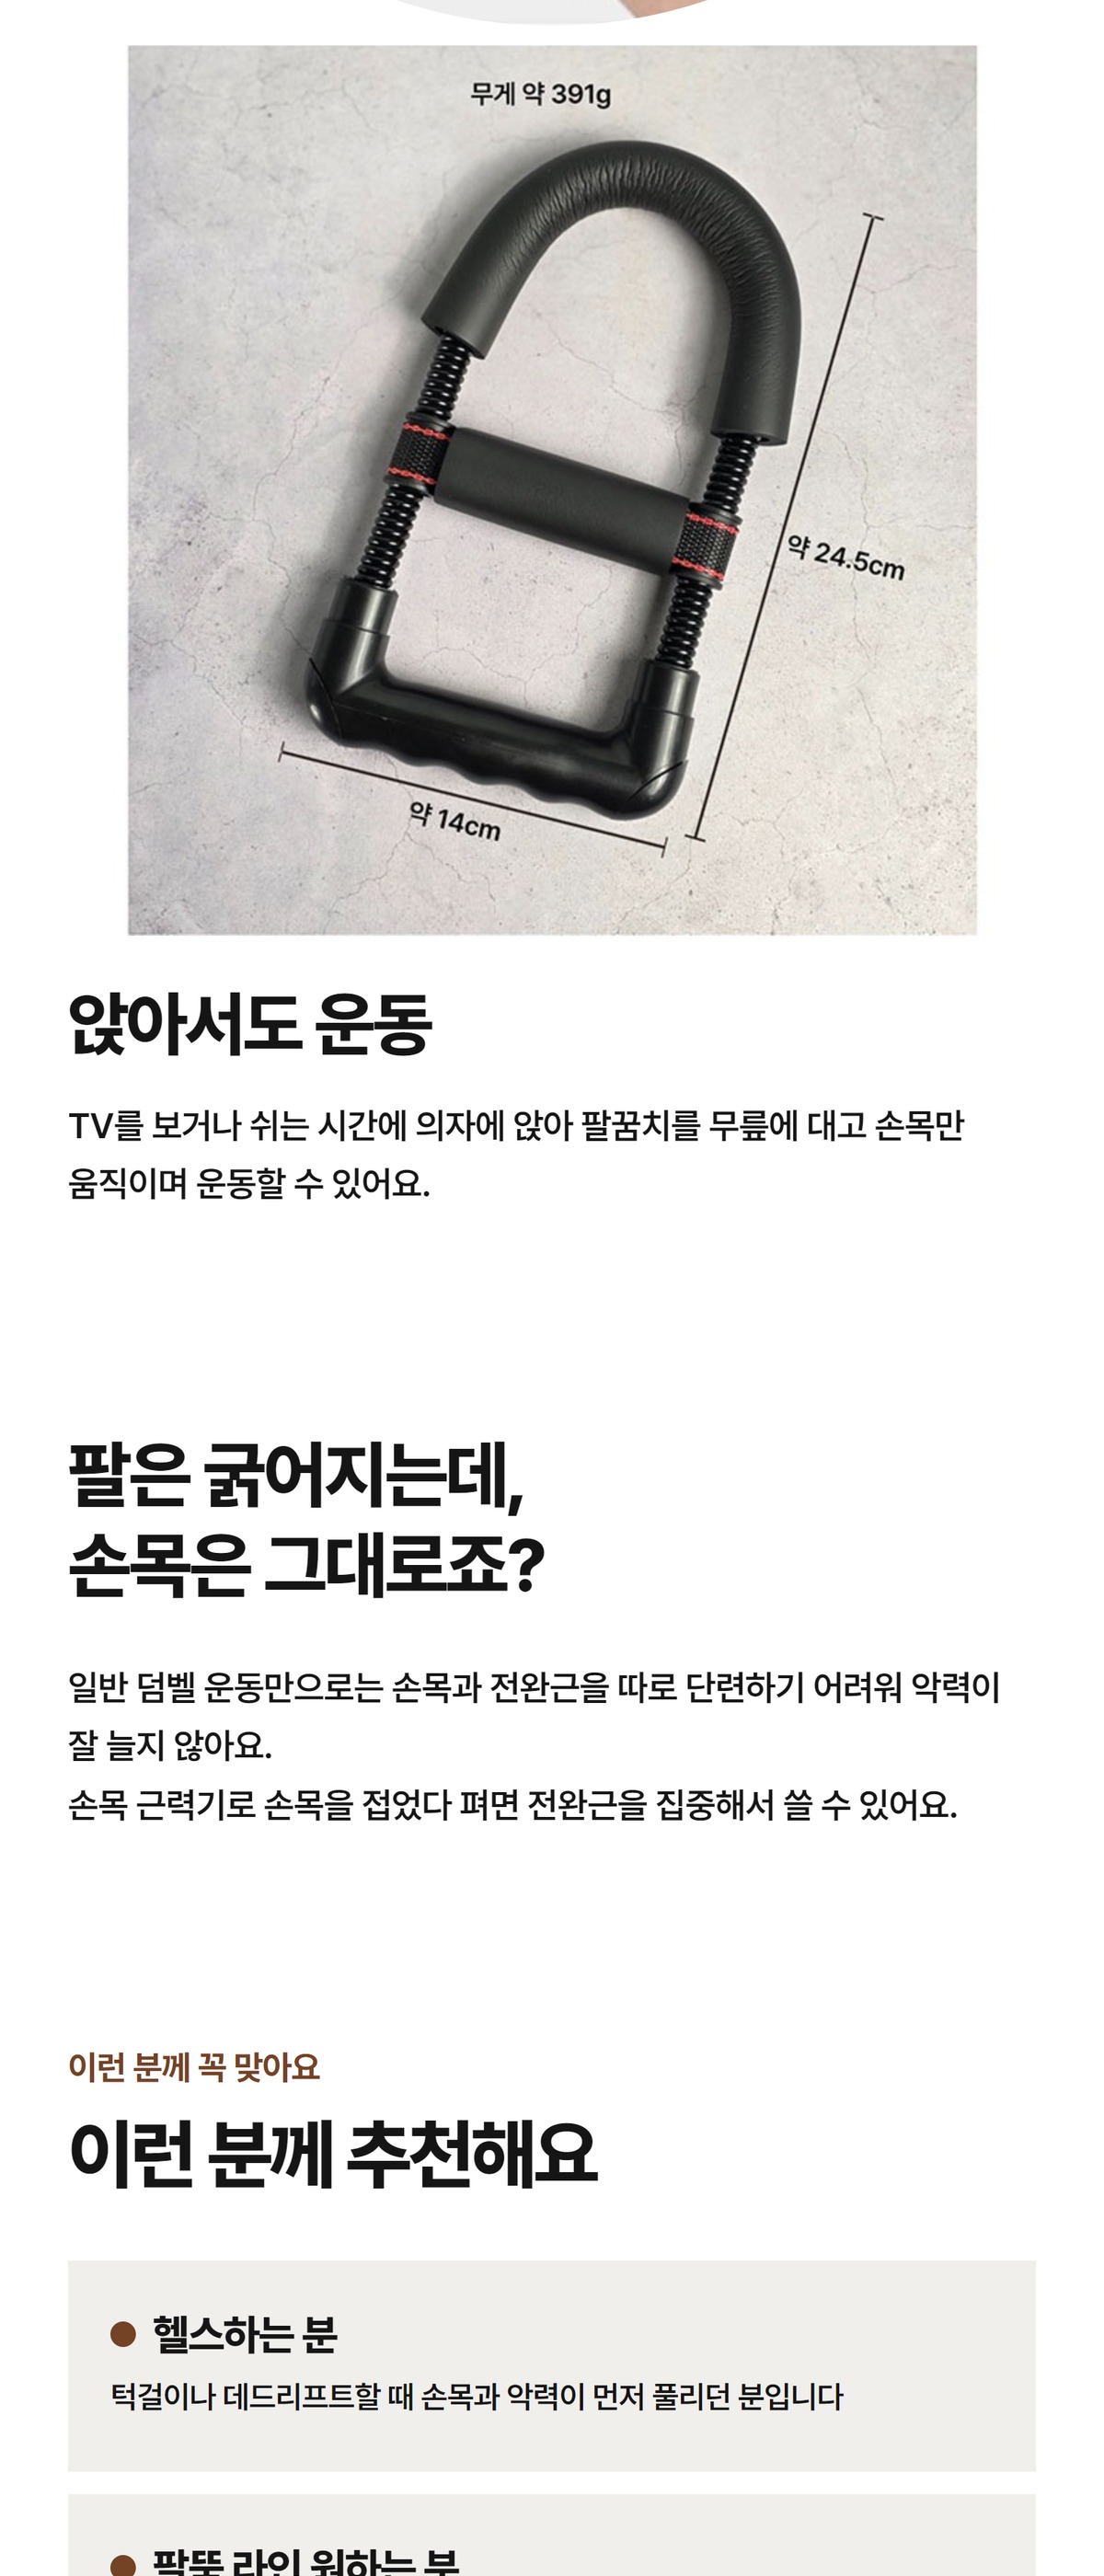 무게 약 391g
약 24.5cm
약 14cm
앉아서도 운동
TV를 보거나 쉬는 시간에 의자에 앉아 팔꿈치를 무릎에 대고 손목만
움직이며 운동할 수 있어요.
팔은 굵어지는데,
손목은 그대로죠?
일반 덤벨 운동만으로는 손목과 전완근을 따로 단련하기 어려워 악력이
잘 늘지 않아요.
손목 근력기로 손목을 접었다 펴면 전완근을 집중해서 쓸 수 있어요.
이런 분께 꼭 맞아요
이런 분께 추천해요
헬스하는 분
턱걸이나 데드리프트할 때 손목과 악력이 먼저 풀리던 분입니다
팔뚝 라인 원하는 분